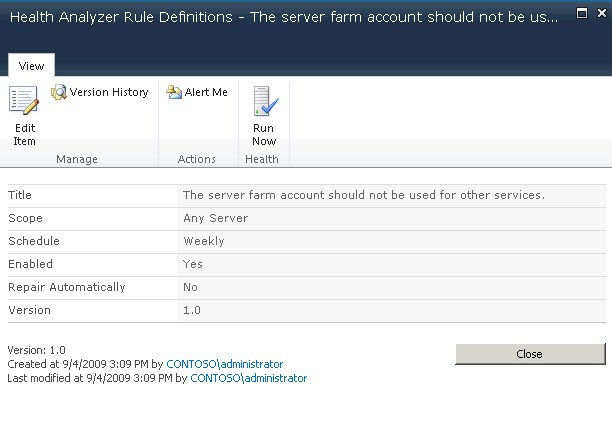 Health Analyzer Rule Definitions - The server farm account should not be us...
View
Edit Item
Version History
Alert Me
Run Now
Manage
Actions
Health
Title The server farm account should not be used for other services.
Scope Any Server
Schedule Weekly
Enabled Yes
Repair Automatically No
Version 1.0
Version: 1.0
Created at 9/4/2009 3:09 PM by CONTOSO\administrator
Last modified at 9/4/2009 3:09 PM by CONTOSO\administrator
Close